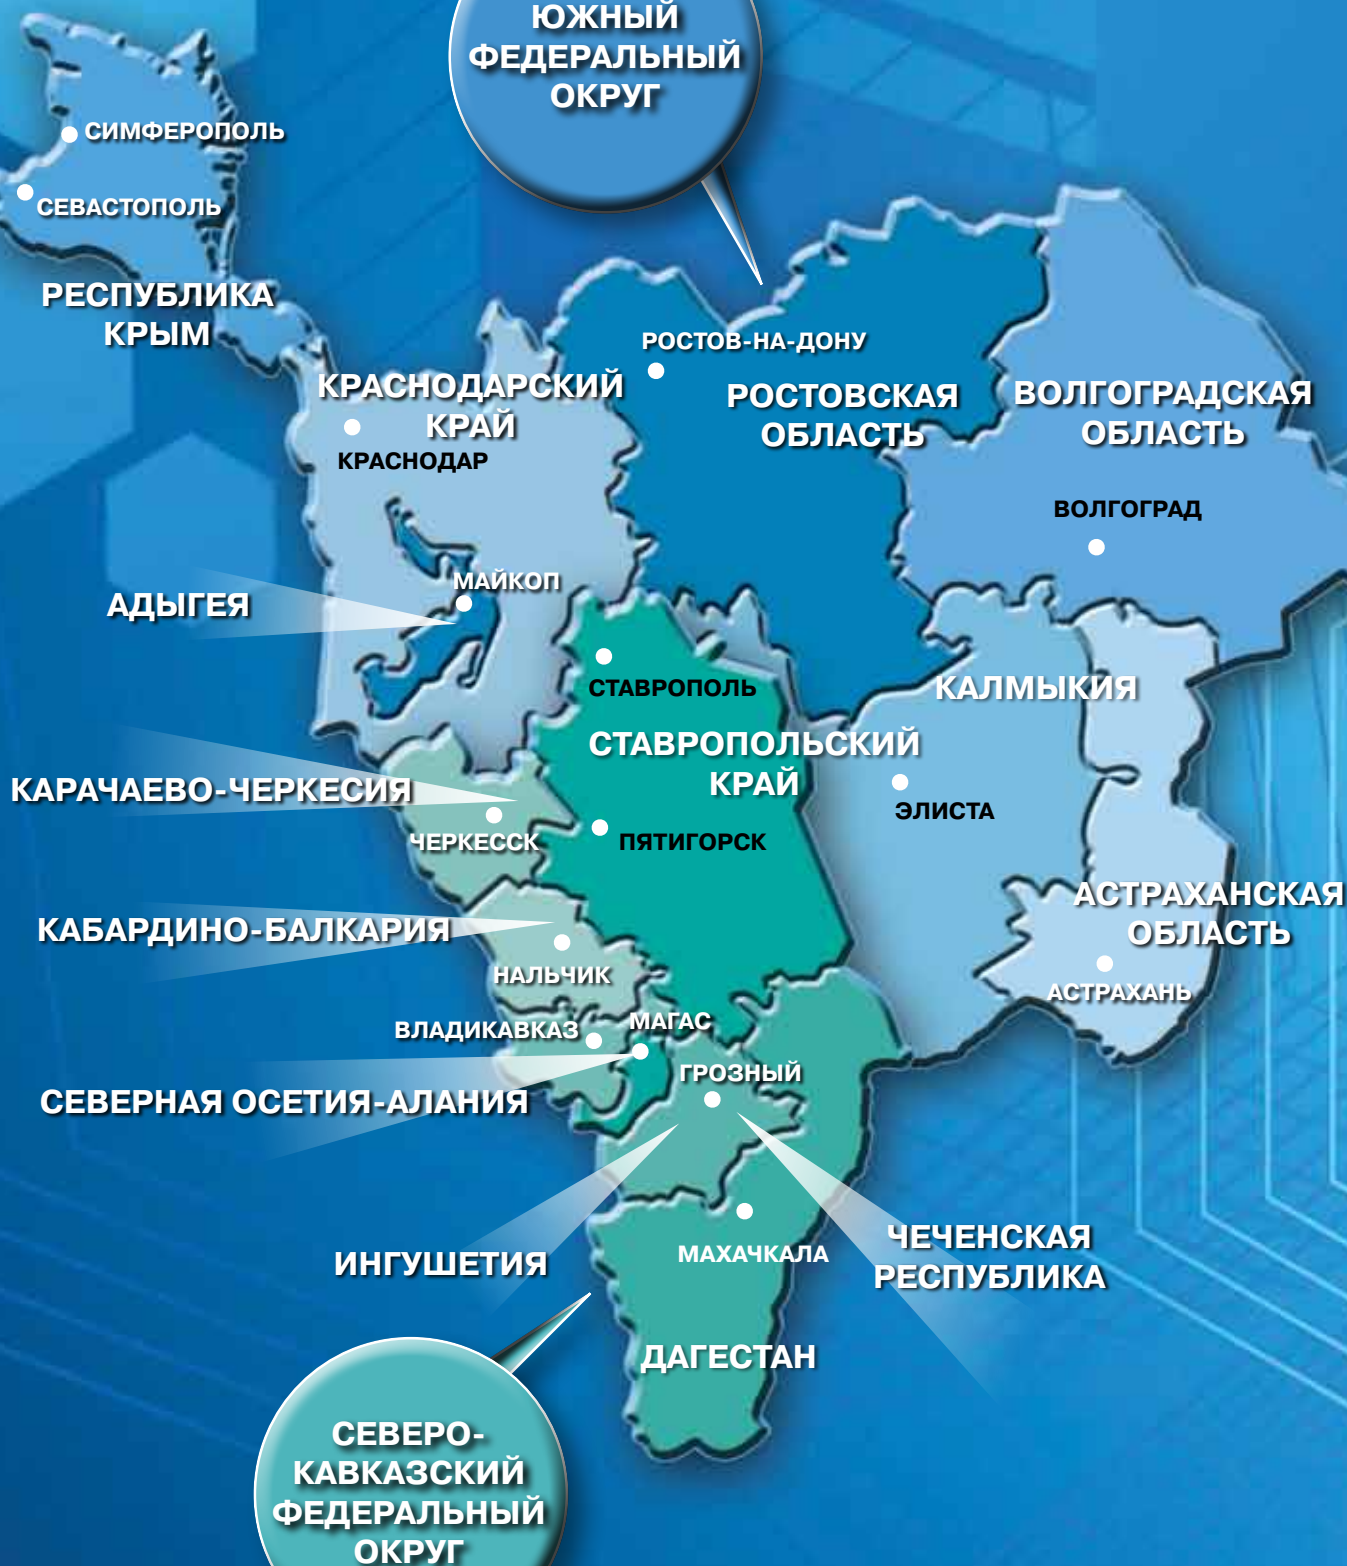 ЮЖНЫЙ
ФЕДЕРАЛЬНЫЙ
ОКРУГ
СИМФЕРОПОЛЬ
СЕВАСТОПОЛЬ
РЕСПУБЛИКА
КРЫМ
РОСТОВ-НА-ДОНУ
КРАСНОДАРСКИЙ
КРАЙ
КРАСНОДАР
РОСТОВСКАЯ
ОБЛАСТЬ
ВОЛГОГРАДСКАЯ
ОБЛАСТЬ
ВОЛГОГРАД
МАЙКОП
АДЫГЕЯ
СТАВРОПОЛЬ
КАЛМЫКИЯ
СТАВРОПОЛЬСКИЙ
КРАЙ
КАРАЧАЕВО-ЧЕРКЕСИЯ
ЭЛИСТА
ЧЕРКЕССК
ПЯТИГОРСК
АСТРАХАНСКАЯ
ОБЛАСТЬ
КАБАРДИНО-БАЛКАРИЯ
НАЛЬЧИК
АСТРАХАНЬ
ВЛАДИКАВКАЗ
МАГАС
ГРОЗНЫЙ
СЕВЕРНАЯ ОСЕТИЯ-АЛАНИЯ
ИНГУШЕТИЯ
МАХАЧКАЛА
ЧЕЧЕНСКАЯ
РЕСПУБЛИКА
ДАГЕСТАН
СЕВЕРО-
КАВКАЗСКИЙ
ФЕДЕРАЛЬНЫЙ
ОКРУГ